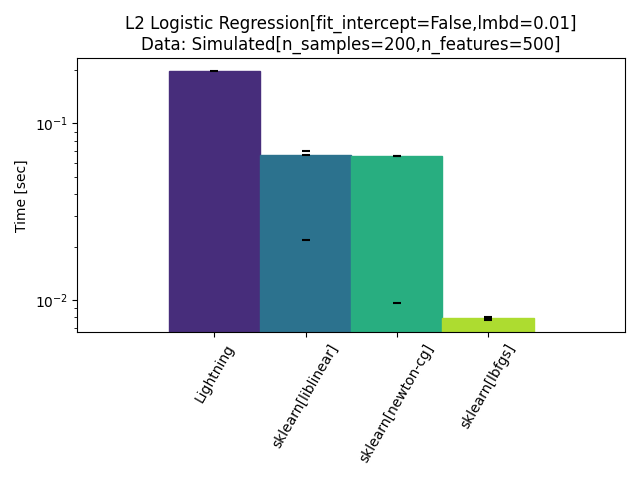 L2 Logistic Regression[fit_intercept=False,lmbd=0.01]
Data: Simulated[n_samples=200,n_features=500]
Time [sec]
10⁻¹
10⁻²
Lightning
sklearn[liblinear]
sklearn[newton-cg]
sklearn[lbfgs]